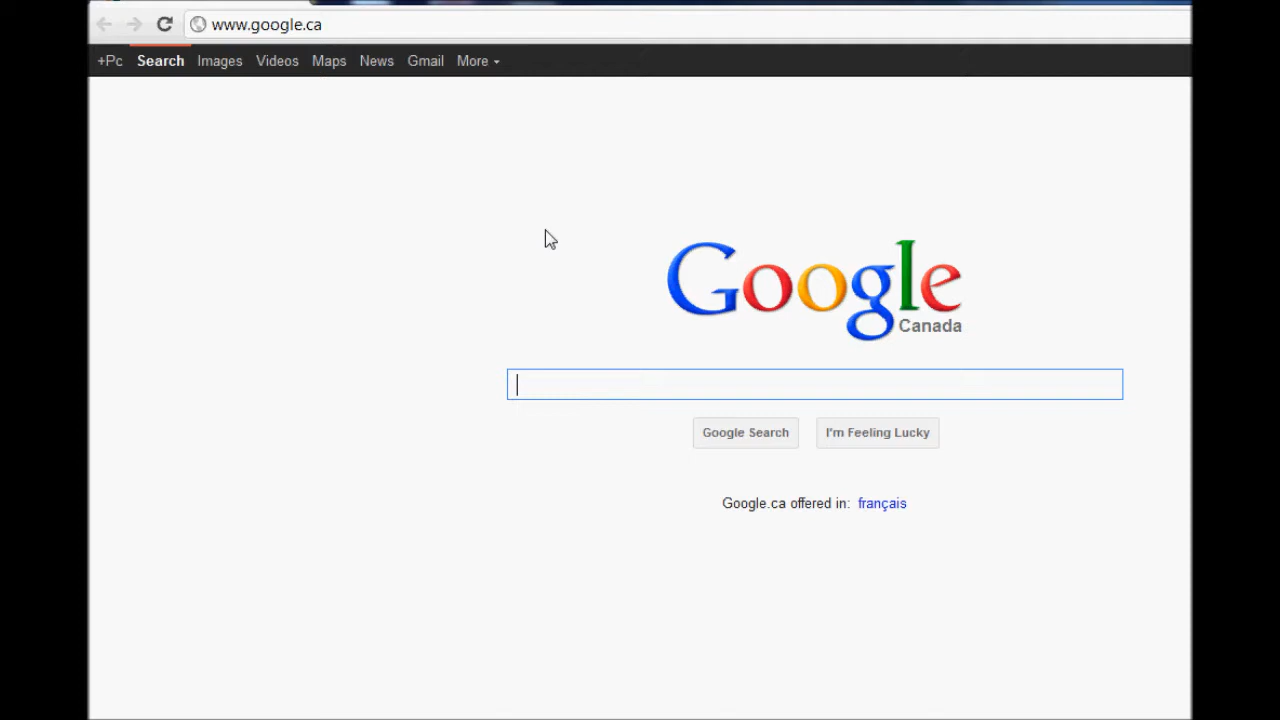 www.google.ca
+Pc Search Images Videos Maps News Gmail More
Google
Canada
Google Search I'm Feeling Lucky
Google.ca offered in: français